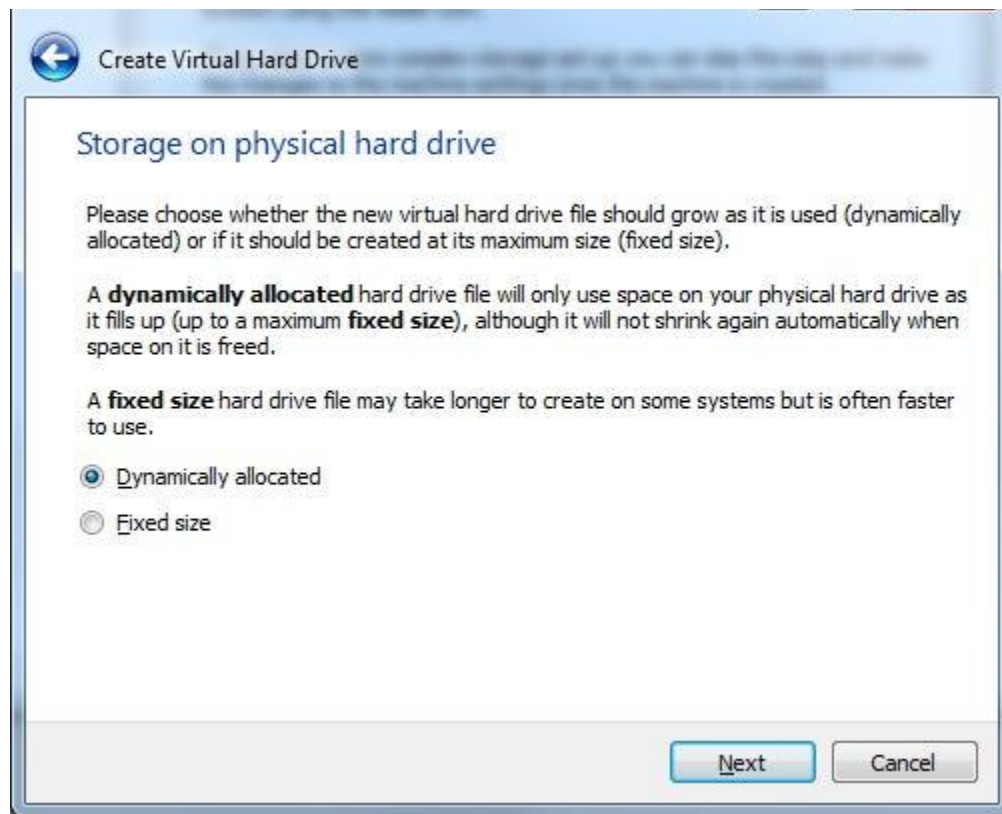 Create Virtual Hard Drive
Storage on physical hard drive
Please choose whether the new virtual hard drive file should grow as it is used (dynamically
allocated) or if it should be created at its maximum size (fixed size).
A dynamically allocated hard drive file will only use space on your physical hard drive as
it fills up (up to a maximum fixed size), although it will not shrink again automatically when
space on it is freed.
A fixed size hard drive file may take longer to create on some systems but is often faster
to use.
Dynamically allocated
Fixed size
Next Cancel